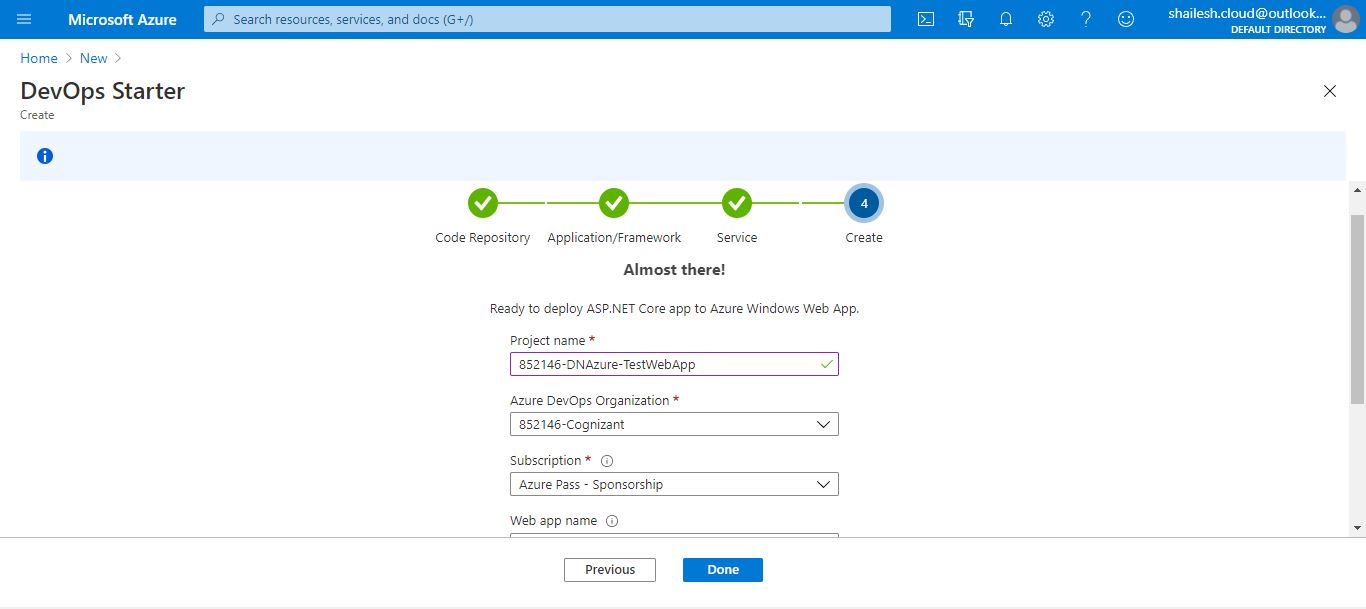 Microsoft Azure
Search resources, services, and docs (G+/)
shailesh.cloud@outlook...
DEFAULT DIRECTORY
Home > New >
DevOps Starter
Create
4
Code Repository Application/Framework Service Create
Almost there!
Ready to deploy ASP.NET Core app to Azure Windows Web App.
Project name *
852146-DNAzure-TestWebApp
Azure DevOps Organization *
852146-Cognizant
Subscription *
Azure Pass - Sponsorship
Web app name
Previous Done